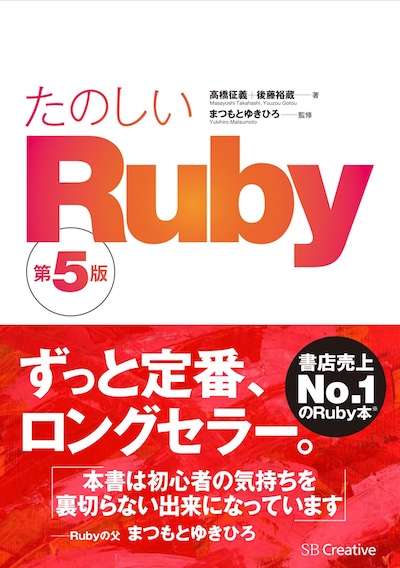 たのしい
高橋征義＋後藤裕蔵──著
Masayoshi Takahashi, Yuuzou Gotou
まつもとゆきひろ──監修
Yukihiro Matsumoto
Ruby
第5版
ずっと定番、
ロングセラー。
書店売上
No.1
のRuby本※
「本書は初心者の気持ちを
裏切らない出来になっています」
──Rubyの父 まつもとゆきひろ
SB Creative